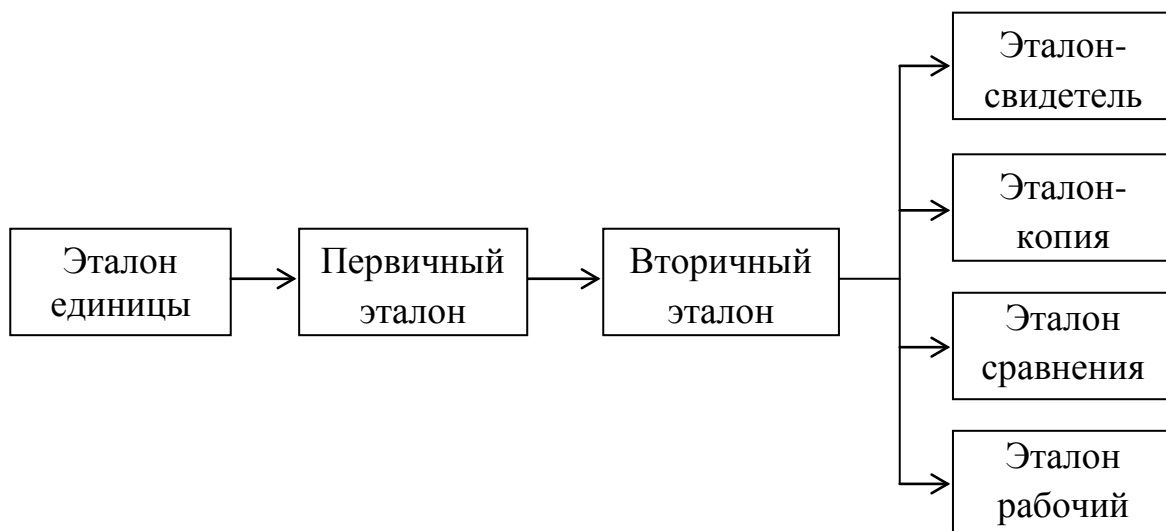 Эталон
единицы
Первичный
эталон
Вторичный
эталон
Эталон-
свидетель
Эталон-
копия
Эталон
сравнения
Эталон
рабочий